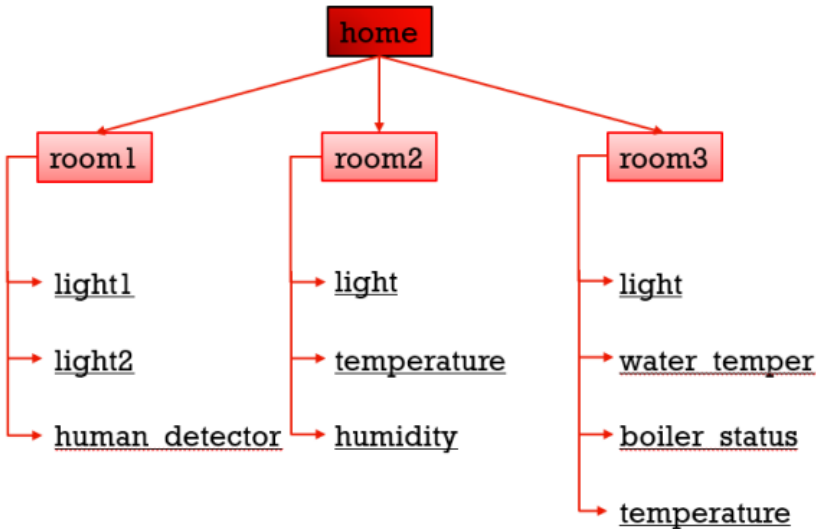 home
room1
room2
room3
light1
light
light
light2
temperature
water_temper
human_detector
humidity
boiler_status
temperature